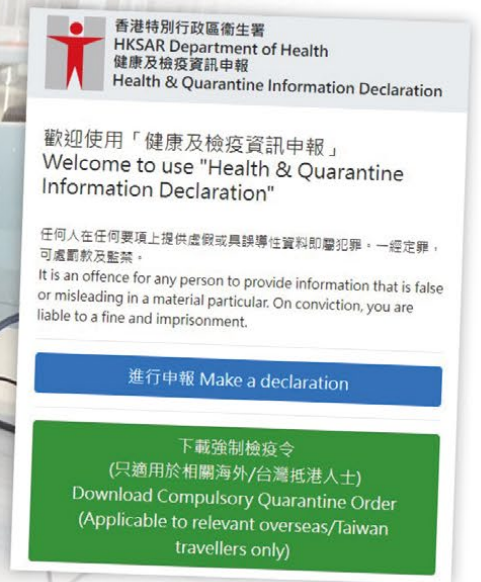 香港特別行政區衞生署
HKSAR Department of Health
健康及檢疫資訊申報
Health & Quarantine Information Declaration
歡迎使用「健康及檢疫資訊申報」
Welcome to use "Health & Quarantine
Information Declaration"
任何人在任何要項上提供虛假或具誤導性資料即屬犯罪。一經定罪，
可處罰款及監禁。
It is an offence for any person to provide information that is false
or misleading in a material particular. On conviction, you are
liable to a fine and imprisonment.
進行申報 Make a declaration
下載強制檢疫令
(只適用於相關海外/台灣抵港人士)
Download Compulsory Quarantine Order
(Applicable to relevant overseas/Taiwan
travellers only)